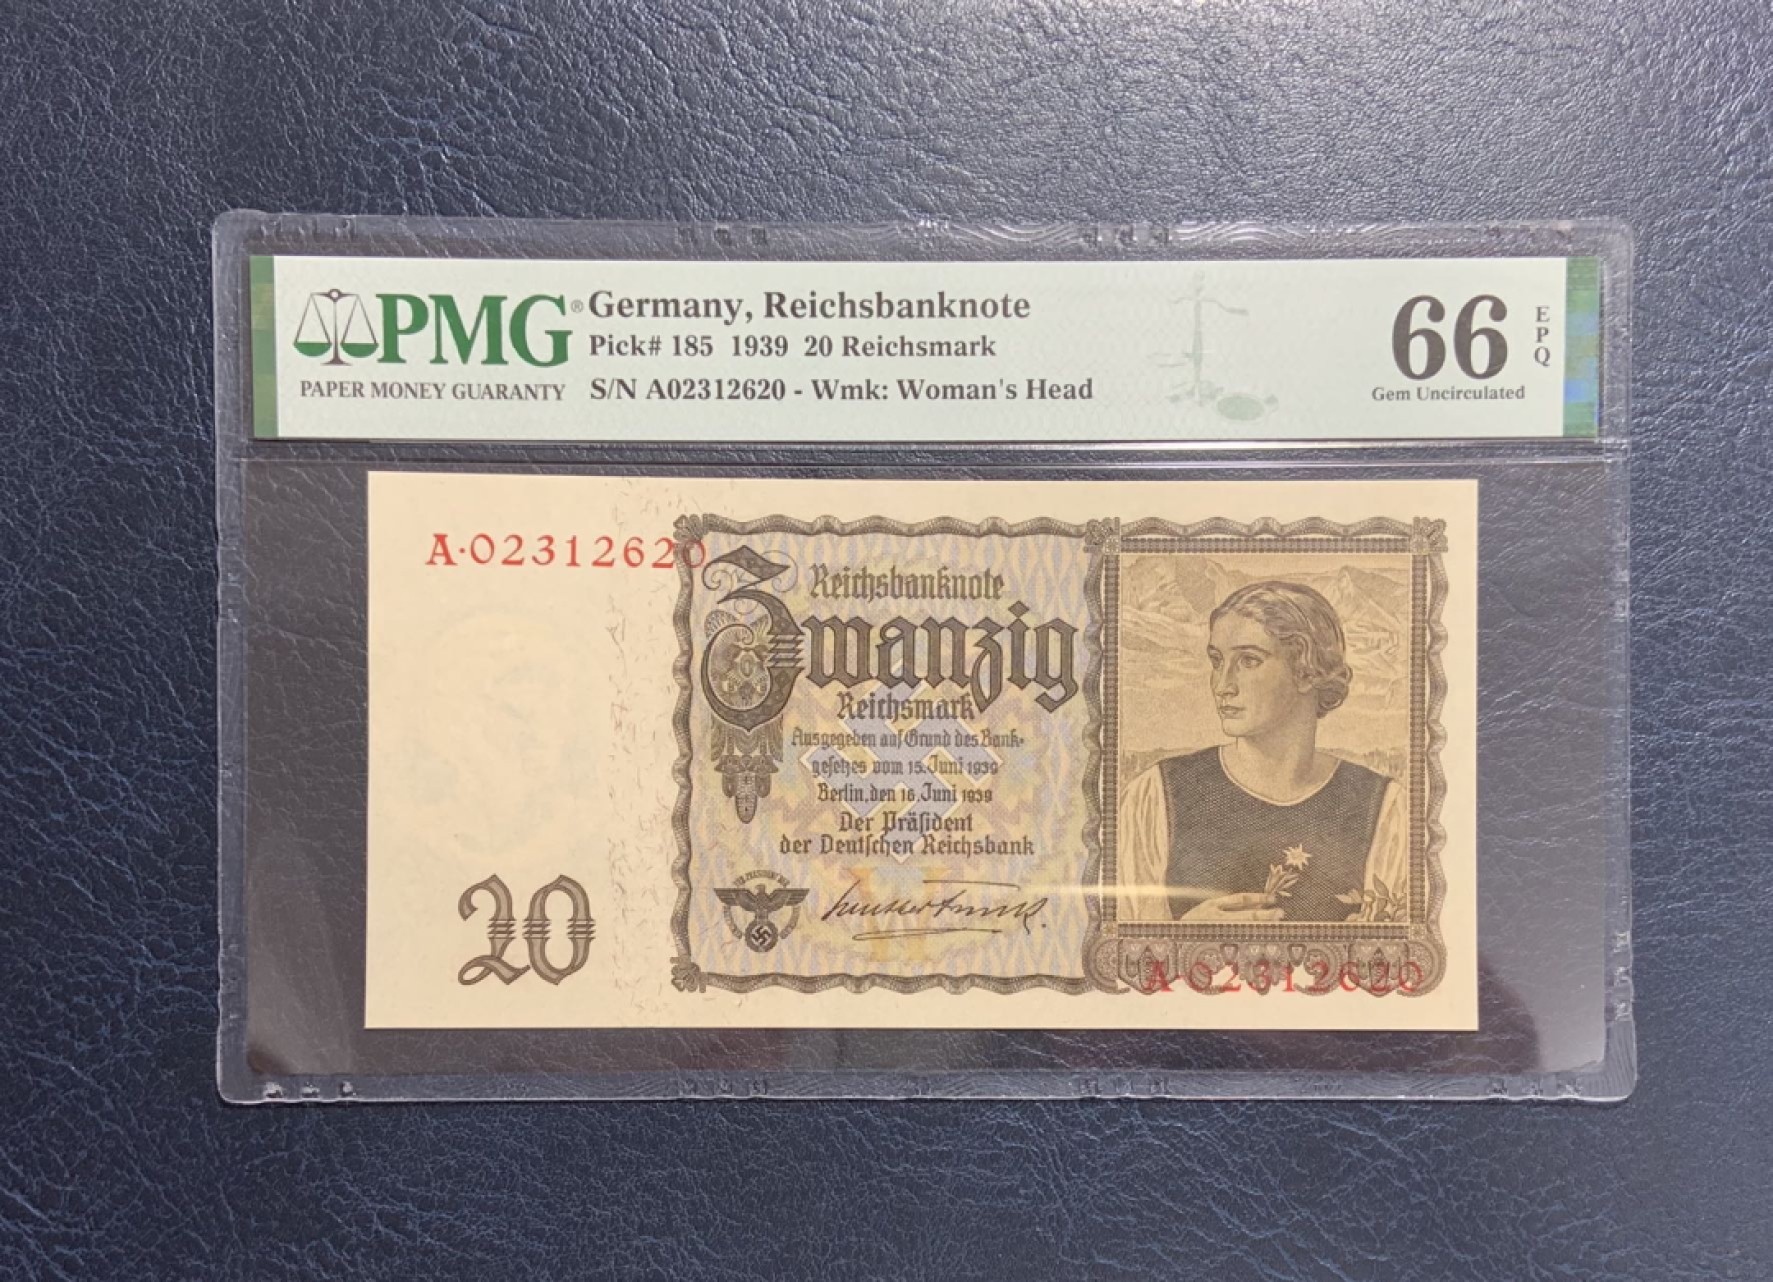 PMG®
PAPER MONEY GUARANTY
Germany, Reichsbanknote
Pick# 185 1939 20 Reichsmark
S/N A02312620 - Wmk: Woman's Head
66
EPQ
Gem Uncirculated
A·02312620
Reichsbanknote
Zwanzig
Reichsmark
Ausgegeben auf Grund des Bank-
gesetzes vom 15. Juni 1939
Berlin, den 16. Juni 1939
Der Präsident
der Deutschen Reichsbank
20
A·02312620